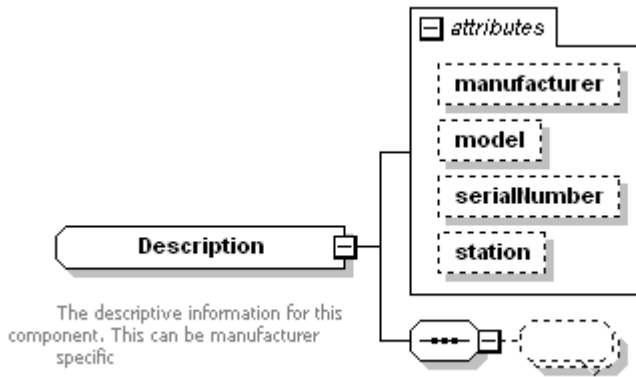 attributes
manufacturer
model
serialNumber
station
Description
The descriptive information for this
component. This can be manufacturer
specific